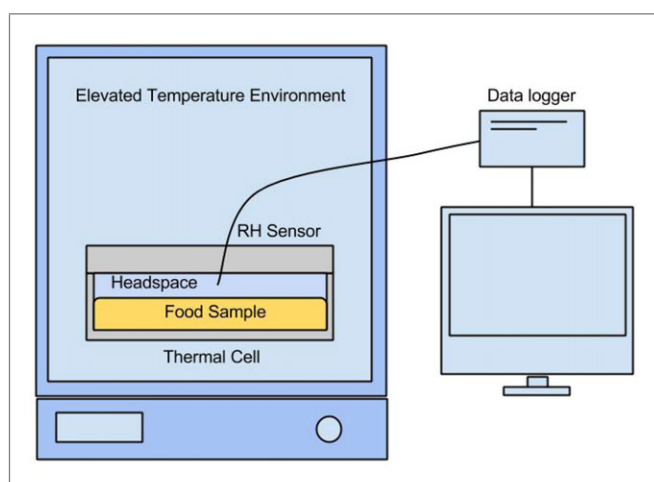 Elevated Temperature Environment
Data logger
RH Sensor
Headspace
Food Sample
Thermal Cell